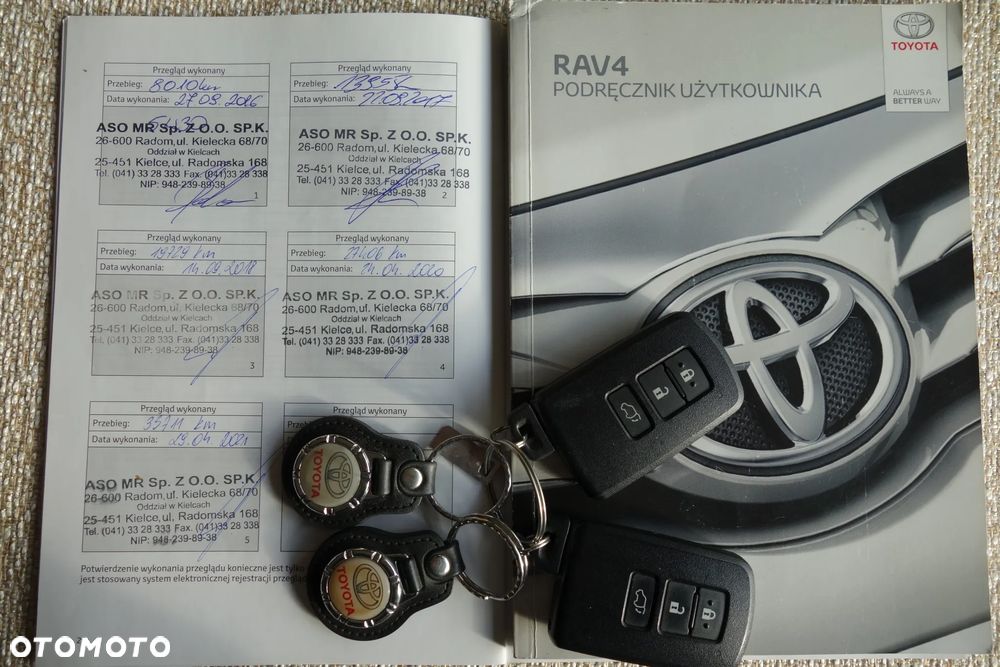 Przegląd wykonany
Przebieg: 8010 km
Data wykonania: 27.09.2016
ASO MR Sp. Z O.O. SP.K.
26-600 Radom, ul. Kielecka 68/70
Oddział w Kielcach
25-451 Kielce, ul. Radomska 168
Tel. (041) 33 28 333 Fax. (041) 33 28 338
NIP: 948-239-89-38
1
Przegląd wykonany
Przebieg:
Data wykonania:
ASO MR Sp. Z O.O. SP.K.
26-600 Radom, ul. Kielecka 68/70
Oddział w Kielcach
25-451 Kielce, ul. Radomska 168
Tel. (041) 33 28 333 Fax. (041) 33 28 338
NIP: 948-239-89-38
2
Przegląd wykonany
Przebieg: 19729 km
Data wykonania: 14.09.2018
ASO MR Sp. Z O.O. SP.K.
26-600 Radom, ul. Kielecka 68/70
Oddział w Kielcach
25-451 Kielce, ul. Radomska 168
Tel. (041) 33 28 333 Fax. (041) 33 28 338
NIP: 948-239-89-38
3
Przegląd wykonany
Przebieg: 27406 km
Data wykonania: 24.04.2020
ASO MR Sp. Z O.O. SP.K.
26-600 Radom, ul. Kielecka 68/70
Oddział w Kielcach
25-451 Kielce, ul. Radomska 168
Tel. (041) 33 28 333 Fax. (041) 33 28 338
NIP: 948-239-89-38
4
Przegląd wykonany
Przebieg: 35711 km
Data wykonania: 29.04.2021
ASO MR Sp. Z O.O. SP.K.
26-600 Radom, ul. Kielecka 68/70
Oddział w Kielcach
25-451 Kielce, ul. Radomska 168
Tel. (041) 33 28 333 Fax. (041) 33 28 338
NIP: 948-239-89-38
5
Potwierdzenie wykonania przeglądu konieczne jest tylko
jest stosowany system elektronicznej rejestracji
RAV4
PODRĘCZNIK UŻYTKOWNIKA
TOYOTA
ALWAYS A
BETTER WAY
TOYOTA
TOYOTA
OTOMOTO